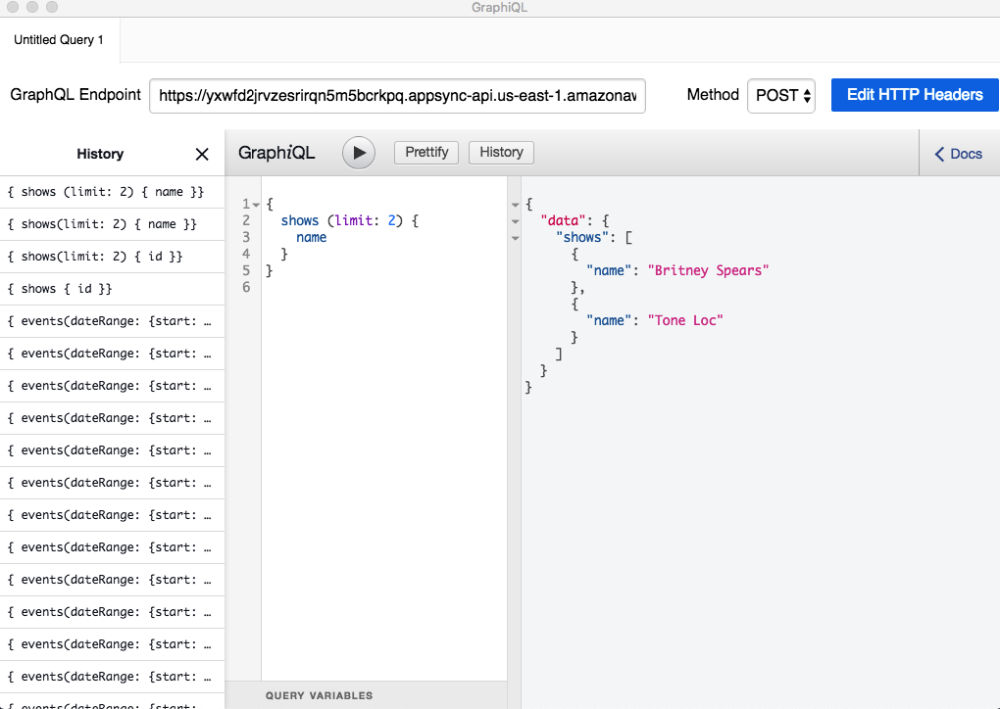 GraphiQL
Untitled Query 1
GraphQL Endpoint https://yxwfd2jrvzesrirqn5m5bcrkpq.appsync-api.us-east-1.amazonav Method POST Edit HTTP Headers
History
{ shows (limit: 2) { name }}
{ shows(limit: 2) { name }}
{ shows(limit: 2) { id }}
{ shows { id }}
{ events(dateRange: {start: …
{ events(dateRange: {start: …
{ events(dateRange: {start: …
{ events(dateRange: {start: …
{ events(dateRange: {start: …
{ events(dateRange: {start: …
{ events(dateRange: {start: …
{ events(dateRange: {start: …
{ events(dateRange: {start: …
{ events(dateRange: {start: …
{ events(dateRange: {start: …
{ events(dateRange: {start: …
{ events(dateRange: {start: …
GraphiQL Prettify History Docs
1 {
2 shows (limit: 2) {
3 name
4 }
5 }
6
QUERY VARIABLES
{
"data": {
"shows": [
{
"name": "Britney Spears"
},
{
"name": "Tone Loc"
}
]
}
}